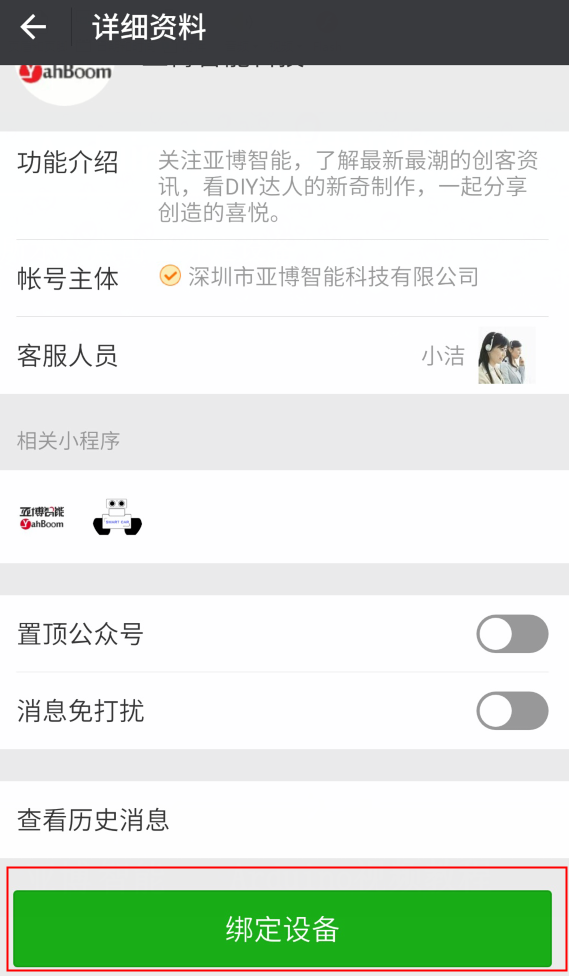 详细资料
YahBoom
功能介绍
关注亚博智能，了解最新最潮的创客资
讯，看DIY达人的新奇制作，一起分享
创造的喜悦。
帐号主体
深圳市亚博智能科技有限公司
客服人员
小洁
相关小程序
亚博智能
YahBoom
SMART CAR
置顶公众号
消息免打扰
查看历史消息
绑定设备